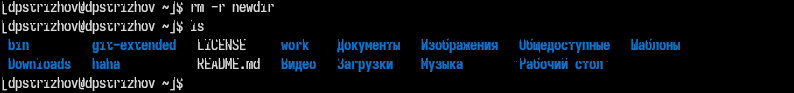 [dpstrizhov@dpstrizhov ~]$ rm -r newdir
[dpstrizhov@dpstrizhov ~]$ ls
bin git-extended LICENSE work Документы Изображения Общедоступные Шаблоны
Downloads haha README.md Видео Загрузки Музыка 'Рабочий стол'
[dpstrizhov@dpstrizhov ~]$